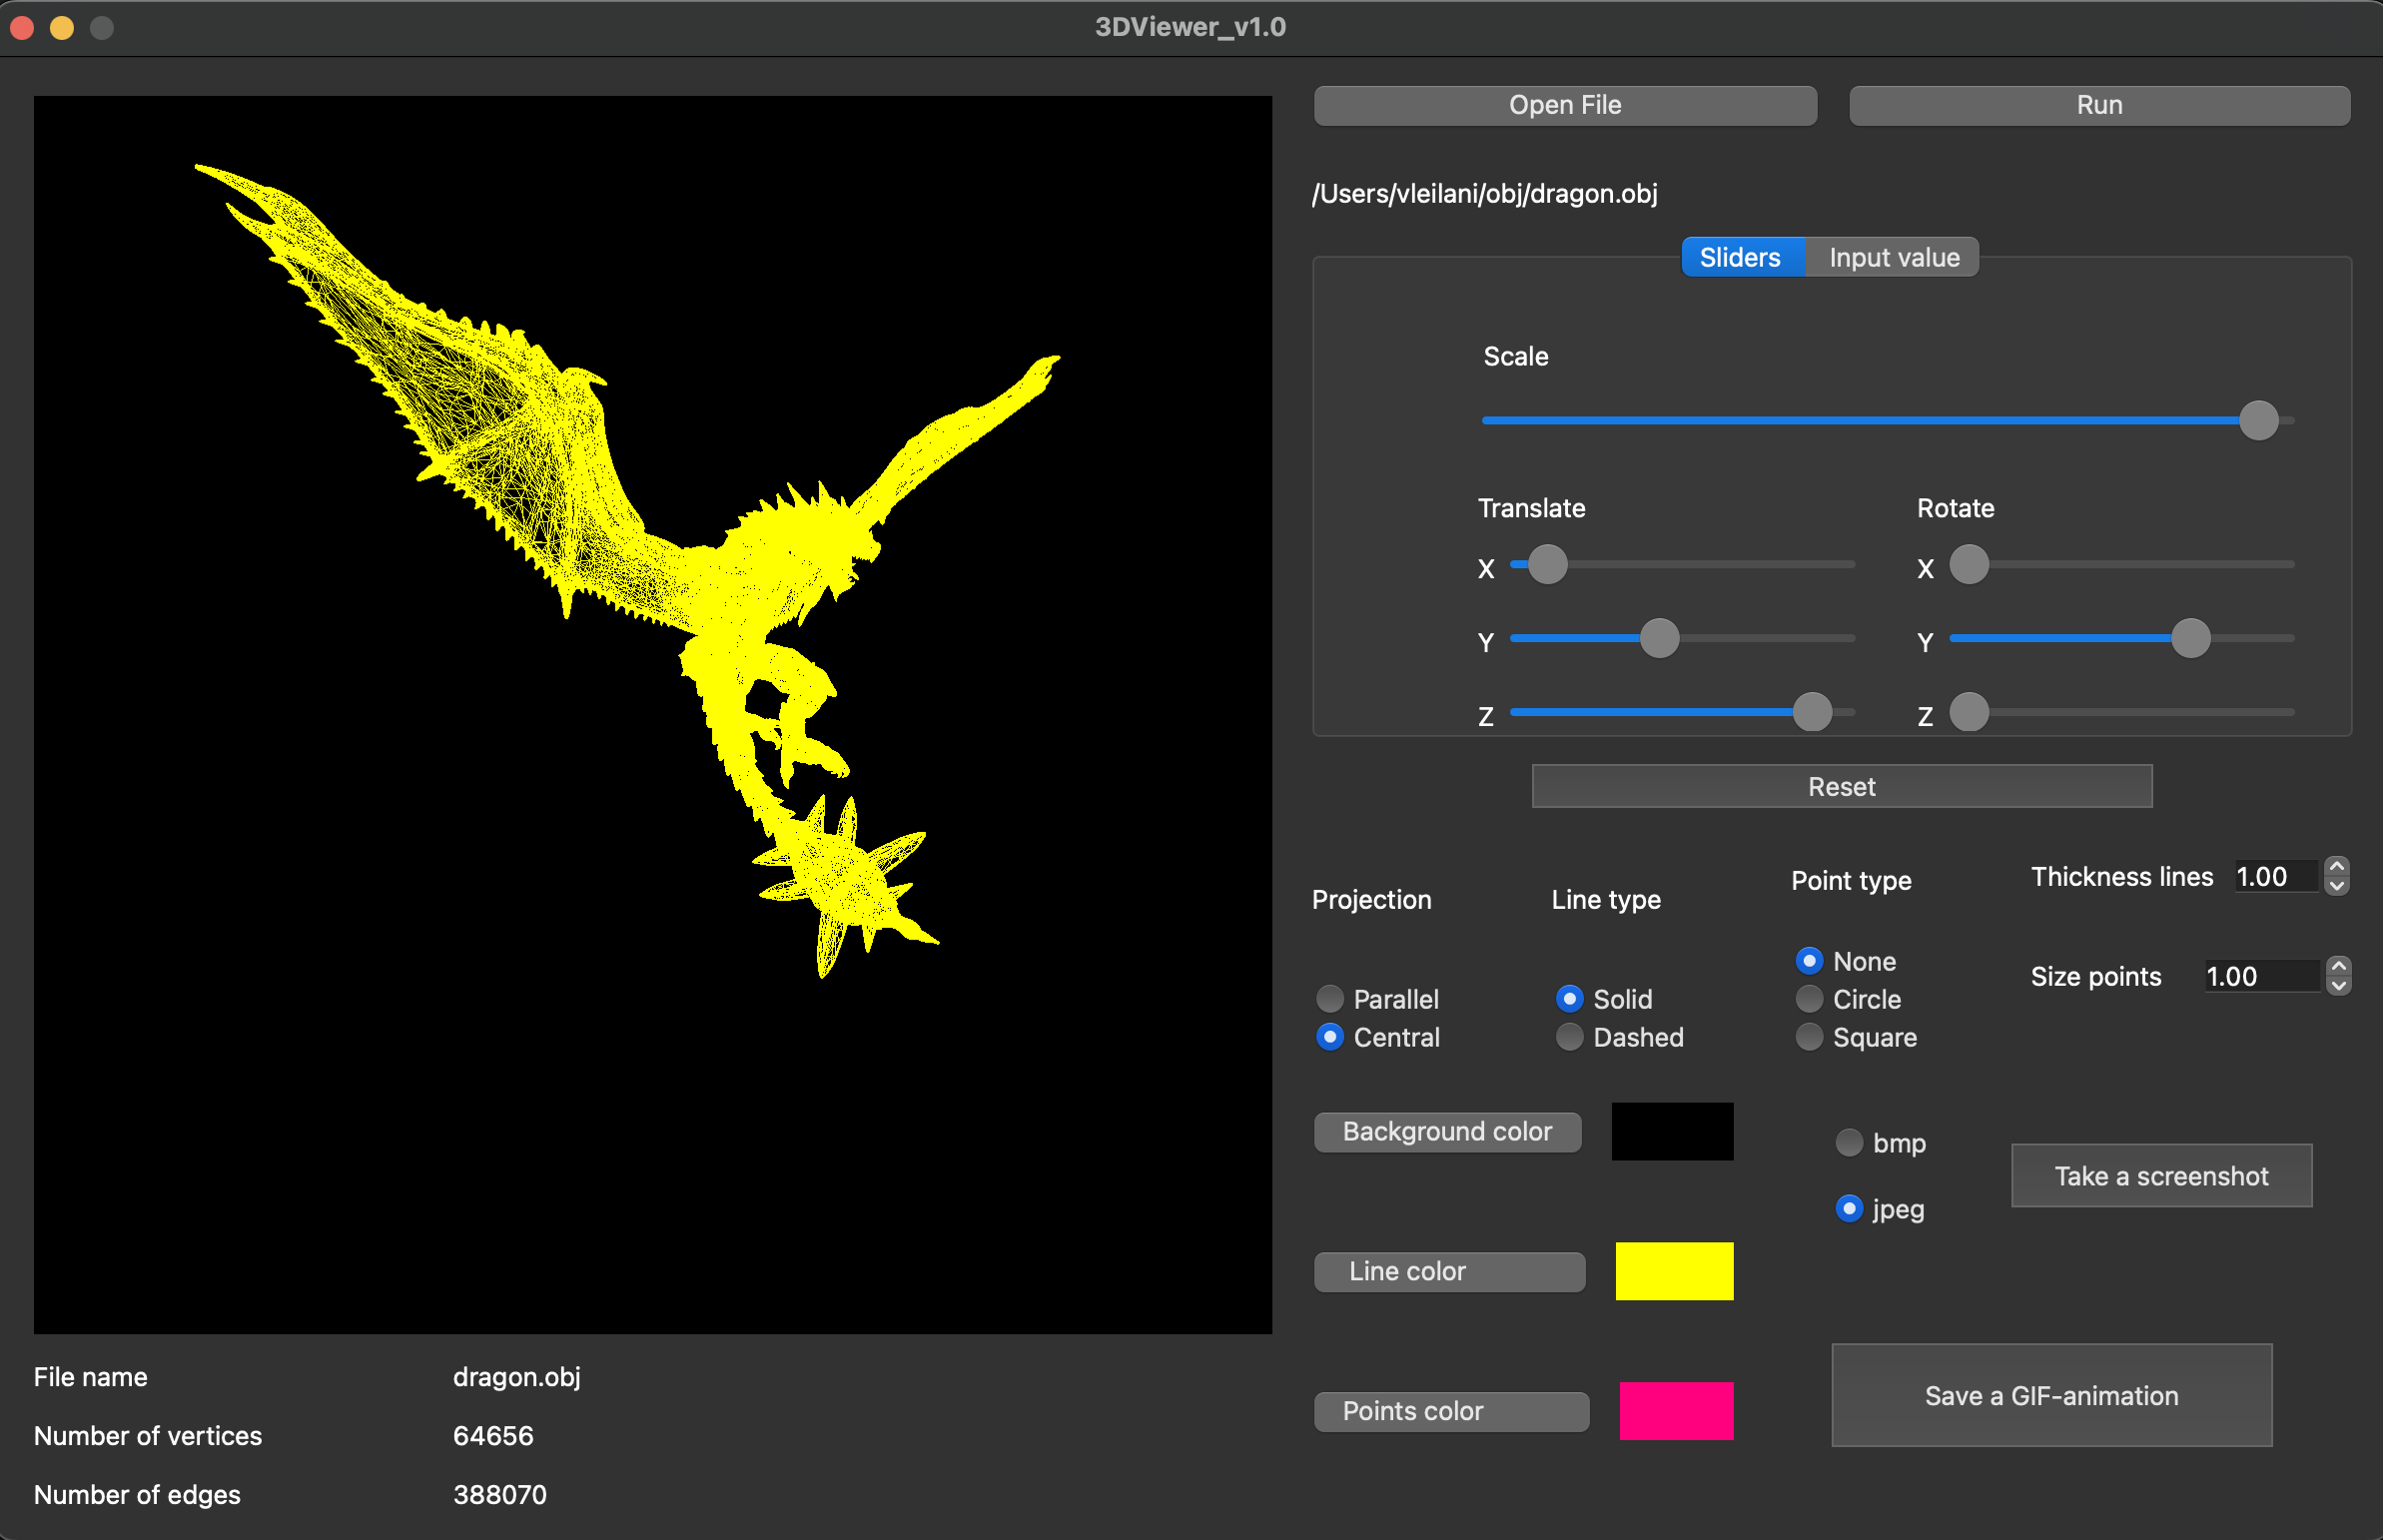 3DViewer_v1.0
Open File
Run
/Users/vleilani/obj/dragon.obj
Sliders
Input value
Scale
Translate
Rotate
X
X
Y
Y
Z
Z
Reset
Projection
Line type
Point type
Thickness lines
1.00
None
Size points
1.00
Parallel
Solid
Circle
Central
Dashed
Square
Background color
bmp
Take a screenshot
jpeg
Line color
Points color
Save a GIF-animation
File name
dragon.obj
Number of vertices
64656
Number of edges
388070